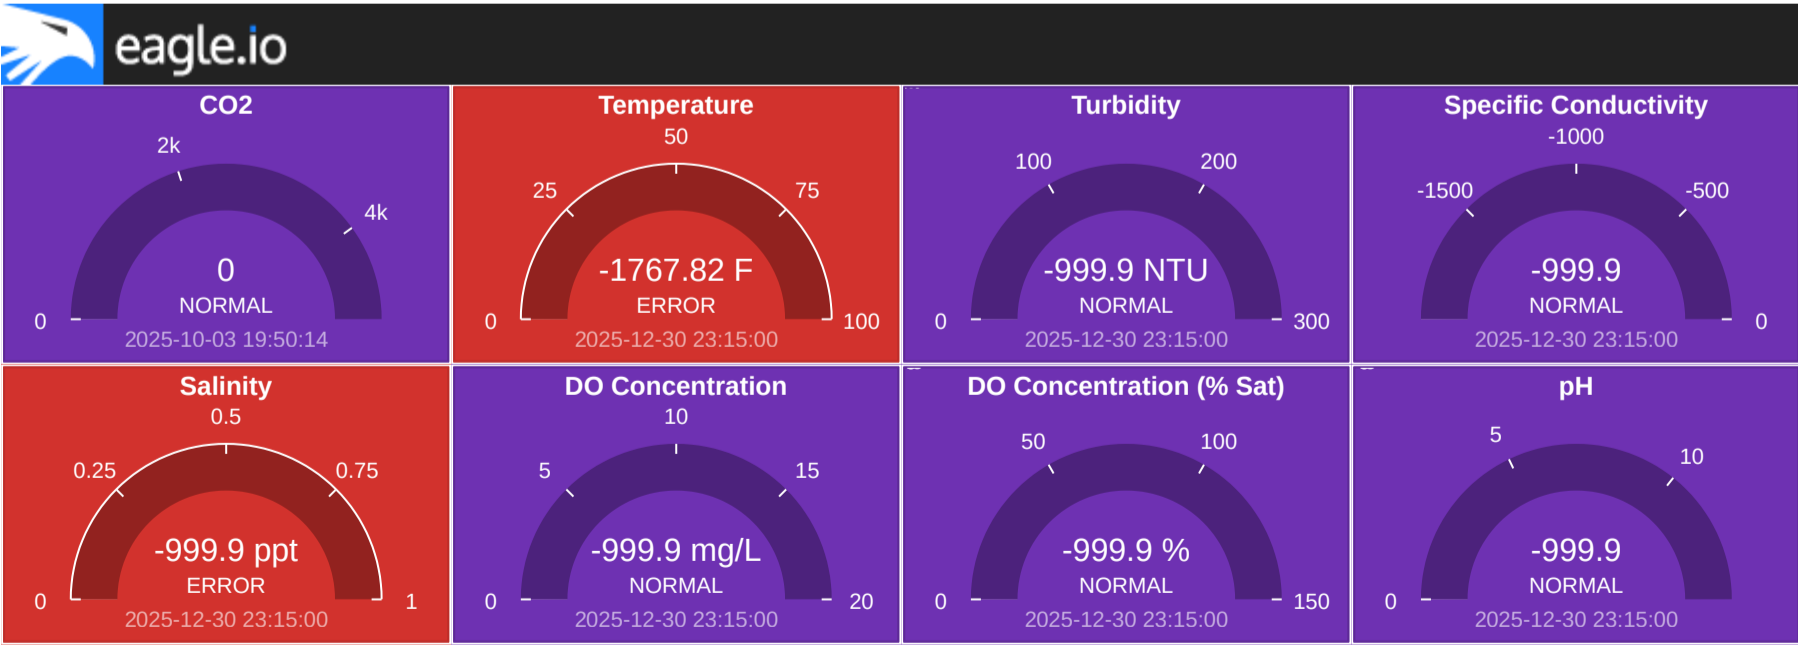 eagle.io
CO2
2k
4k
0
NORMAL
0
2025-10-03 19:50:14
Temperature
50
25
75
-1767.82 F
ERROR
0
100
2025-12-30 23:15:00
Turbidity
100
200
-999.9 NTU
NORMAL
0
300
2025-12-30 23:15:00
Specific Conductivity
-1000
-1500
-500
-999.9
NORMAL
0
2025-12-30 23:15:00
Salinity
0.5
0.25
0.75
-999.9 ppt
ERROR
0
1
2025-12-30 23:15:00
DO Concentration
10
5
15
-999.9 mg/L
NORMAL
0
20
2025-12-30 23:15:00
DO Concentration (% Sat)
50
100
-999.9 %
NORMAL
0
150
2025-12-30 23:15:00
pH
5
10
-999.9
NORMAL
0
2025-12-30 23:15:00